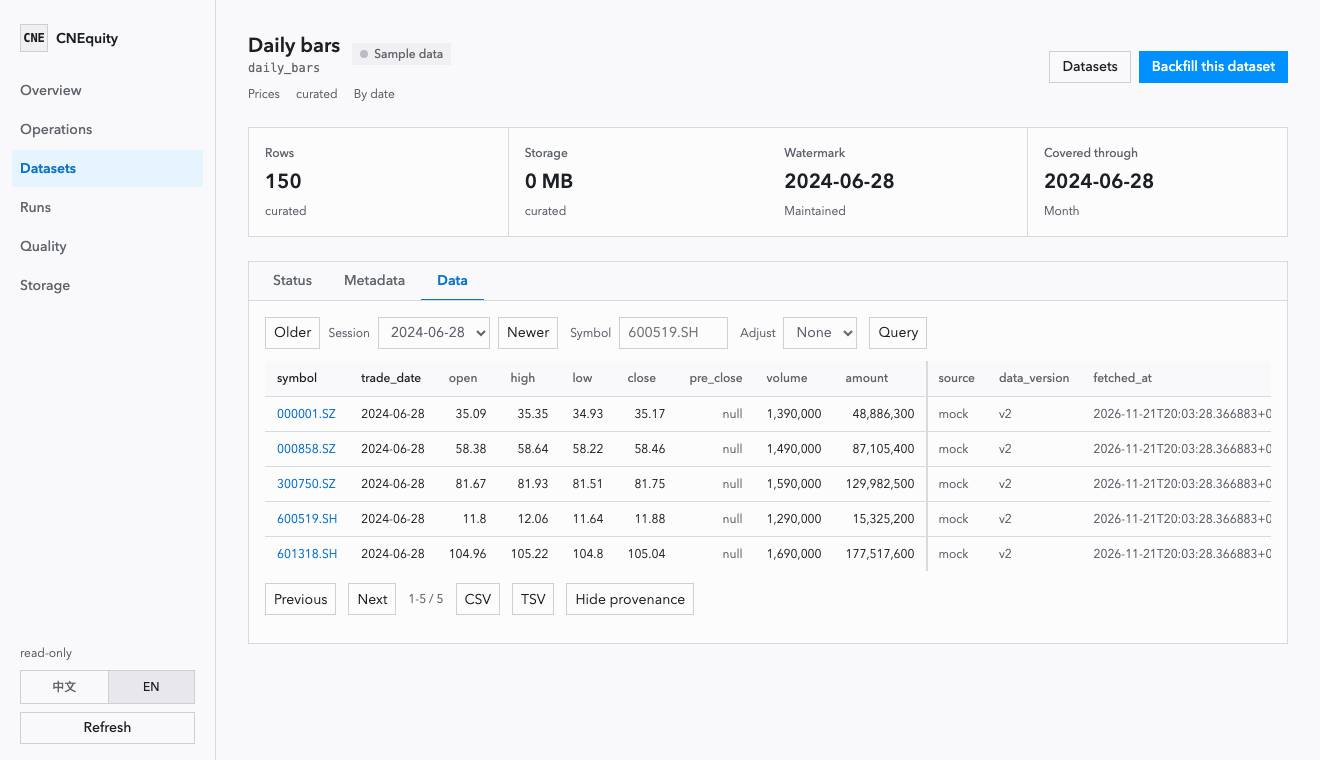 CNE CNEquity
Overview
Operations
Datasets
Runs
Quality
Storage
read-only
中文 EN
Refresh
Daily bars Sample data
daily_bars
Prices curated By date
Datasets Backfill this dataset
Rows Storage Watermark Covered through
150 0 MB 2024-06-28 2024-06-28
curated curated Maintained Month
Status Metadata Data
Older Session 2024-06-28 Newer Symbol 600519.SH Adjust None Query
symbol trade_date open high low close pre_close volume amount source data_version fetched_at
000001.SZ 2024-06-28 35.09 35.35 34.93 35.17 null 1,390,000 48,886,300 mock v2 2026-11-21T20:03:28.366883+0
000858.SZ 2024-06-28 58.38 58.64 58.22 58.46 null 1,490,000 87,105,400 mock v2 2026-11-21T20:03:28.366883+0
300750.SZ 2024-06-28 81.67 81.93 81.51 81.75 null 1,590,000 129,982,500 mock v2 2026-11-21T20:03:28.366883+0
600519.SH 2024-06-28 11.8 12.06 11.64 11.88 null 1,290,000 15,325,200 mock v2 2026-11-21T20:03:28.366883+0
601318.SH 2024-06-28 104.96 105.22 104.8 105.04 null 1,690,000 177,517,600 mock v2 2026-11-21T20:03:28.366883+0
Previous Next 1-5 / 5 CSV TSV Hide provenance